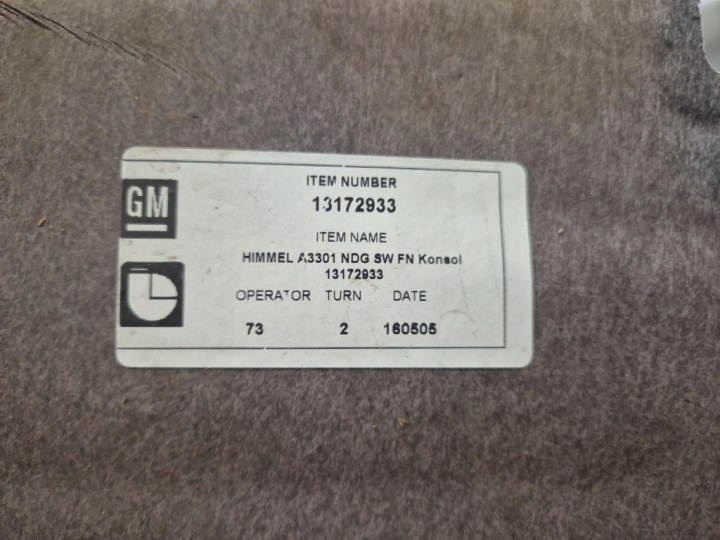 ITEM NUMBER
GM
13172933
ITEM NAME
HIMMEL A3301 NDG SW FN Konsol
13172933
OPERATOR TURN DATE
73 2 160505